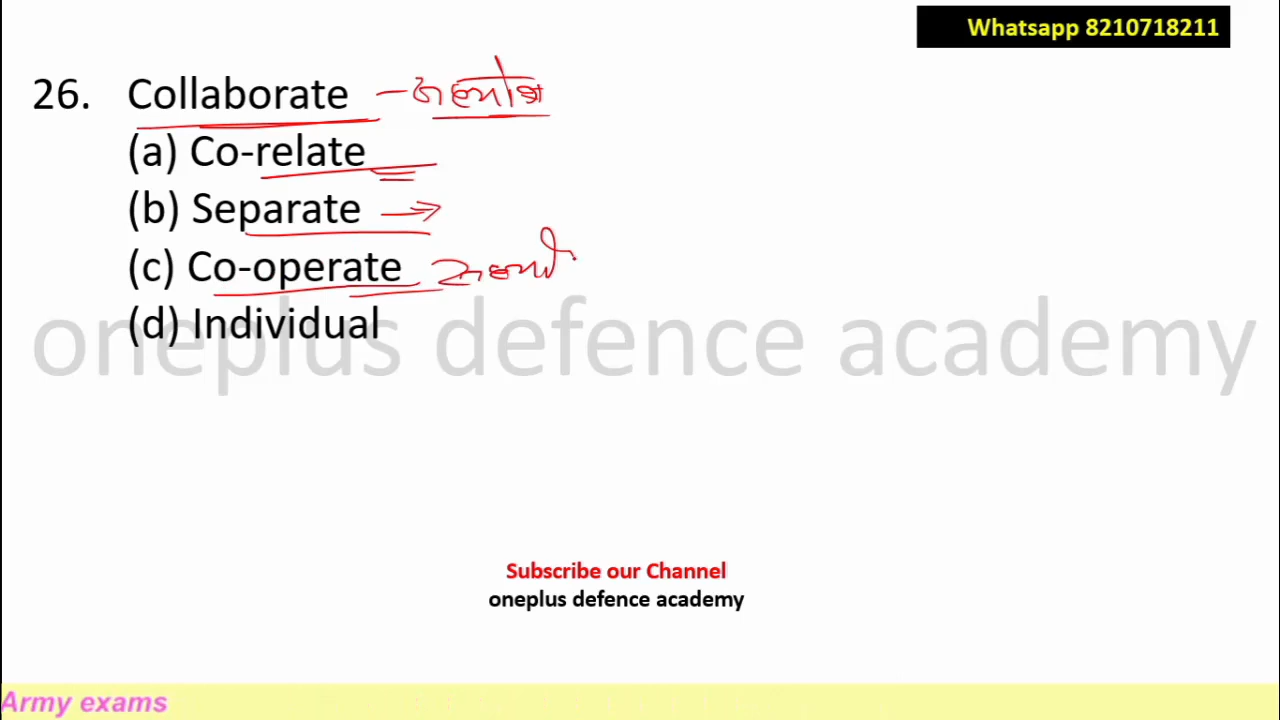 Whatsapp 8210718211
26. Collaborate -
(a) Co-relate
(b) Separate →
(c) Co-operate
(d) Individual
oneplus defence academy
Subscribe our Channel
oneplus defence academy
Army exams